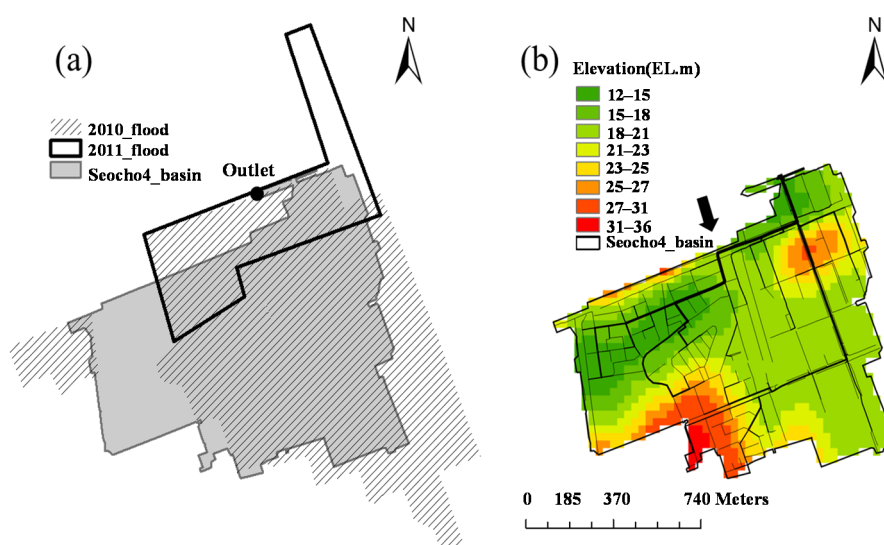 (a)
N
2010_flood
2011_flood
Seocho4_basin
Outlet
(b)
N
Elevation(EL.m)
12–15
15–18
18–21
21–23
23–25
25–27
27–31
31–36
Seocho4_basin
0 185 370 740 Meters